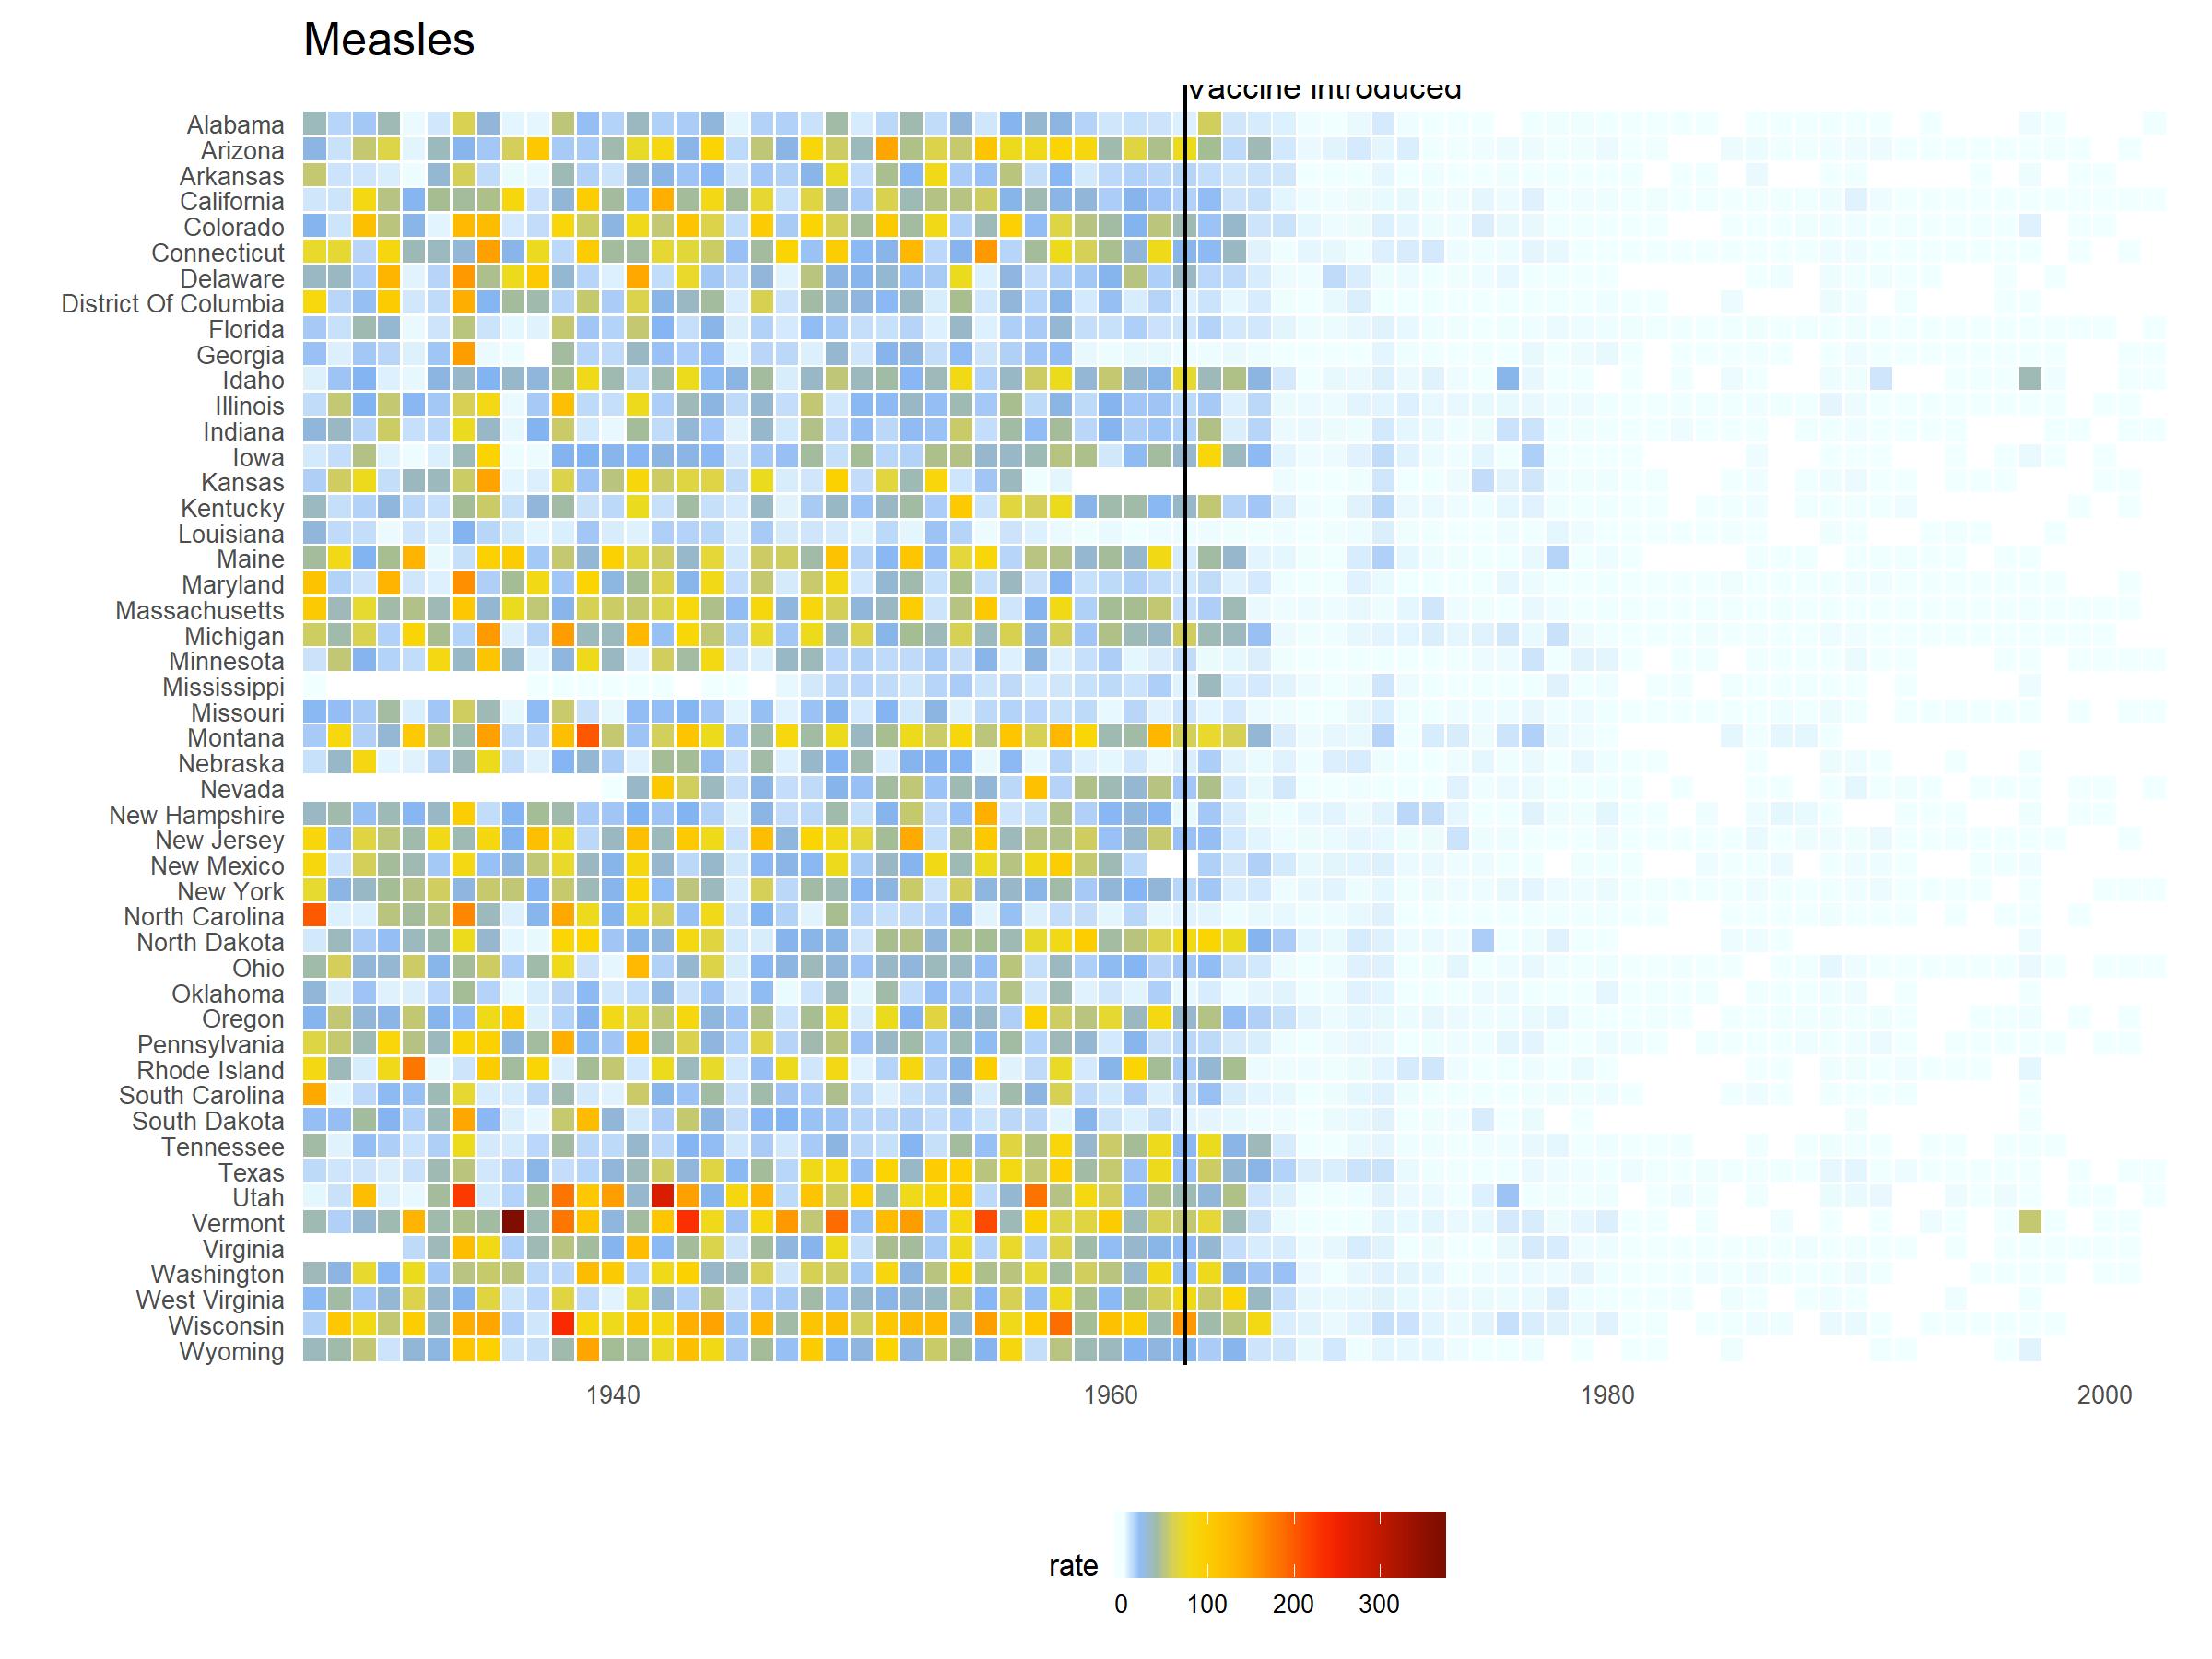 Measles
Vaccine introduced
Alabama
Arizona
Arkansas
California
Colorado
Connecticut
Delaware
District Of Columbia
Florida
Georgia
Idaho
Illinois
Indiana
Iowa
Kansas
Kentucky
Louisiana
Maine
Maryland
Massachusetts
Michigan
Minnesota
Mississippi
Missouri
Montana
Nebraska
Nevada
New Hampshire
New Jersey
New Mexico
New York
North Carolina
North Dakota
Ohio
Oklahoma
Oregon
Pennsylvania
Rhode Island
South Carolina
South Dakota
Tennessee
Texas
Utah
Vermont
Virginia
Washington
West Virginia
Wisconsin
Wyoming
1940 1960 1980 2000
rate
0 100 200 300